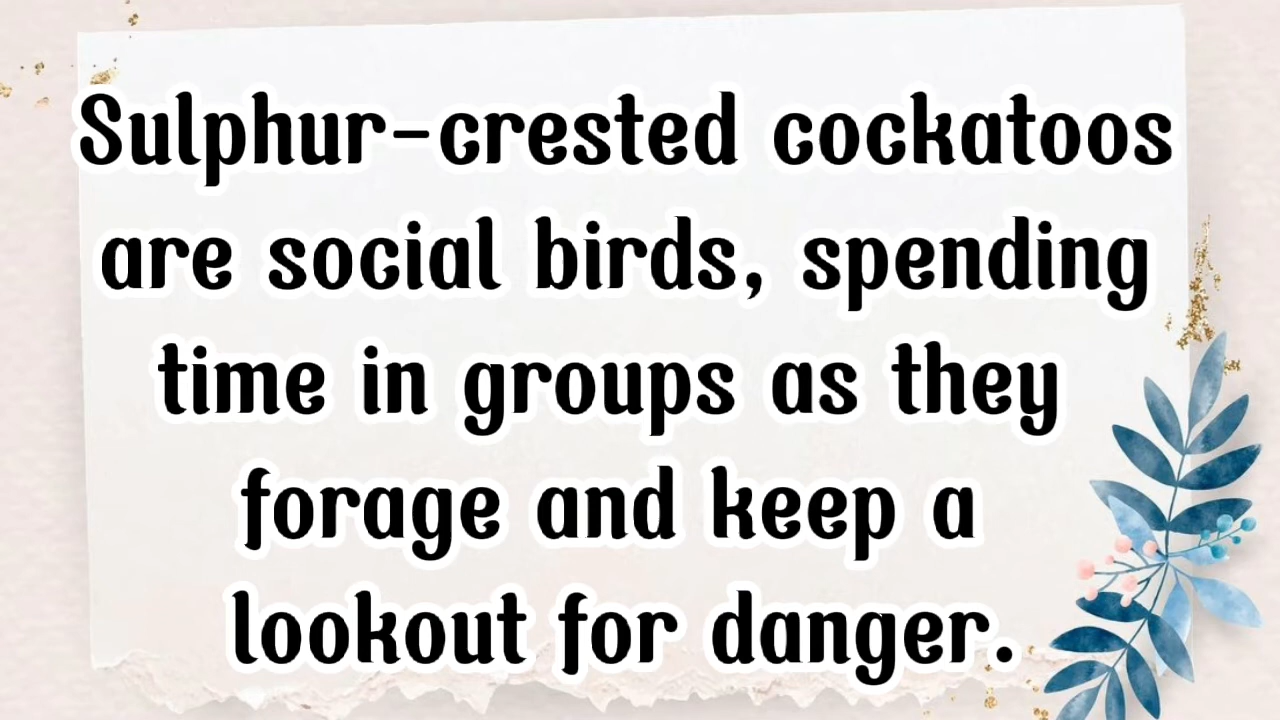 Sulphur-crested cockatoos
are social birds, spending
time in groups as they
forage and keep a
lookout for danger.